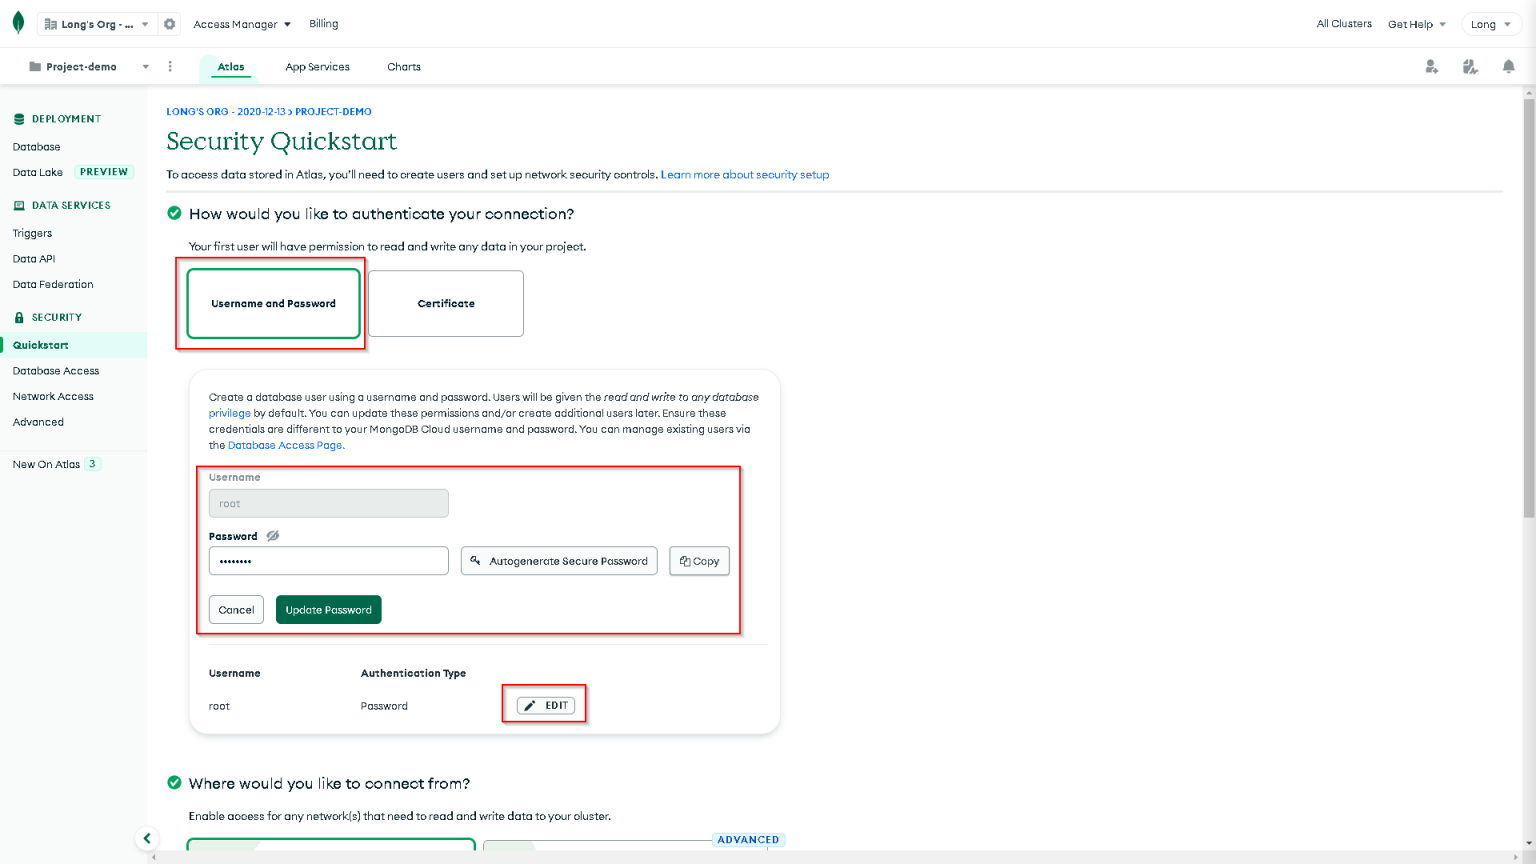 Long's Org - ...
Access Manager
Billing
All Clusters
Get Help
Long
Project-demo
Atlas
App Services
Charts
DEPLOYMENT
Database
Data Lake PREVIEW
DATA SERVICES
Triggers
Data API
Data Federation
SECURITY
Quickstart
Database Access
Network Access
Advanced
New On Atlas 3
LONG'S ORG - 2020-12-13 > PROJECT-DEMO
Security Quickstart
To access data stored in Atlas, you'll need to create users and set up network security controls. Learn more about security setup
How would you like to authenticate your connection?
Your first user will have permission to read and write any data in your project.
Username and Password
Certificate
Create a database user using a username and password. Users will be given the read and write to any database
privilege by default. You can update these permissions and/or create additional users later. Ensure these
credentials are different to your MongoDB Cloud username and password. You can manage existing users via
the Database Access Page.
Username
root
Password
••••••••
Autogenerate Secure Password
Copy
Cancel
Update Password
Username
Authentication Type
root
Password
EDIT
Where would you like to connect from?
Enable access for any network(s) that need to read and write data to your cluster.
ADVANCED